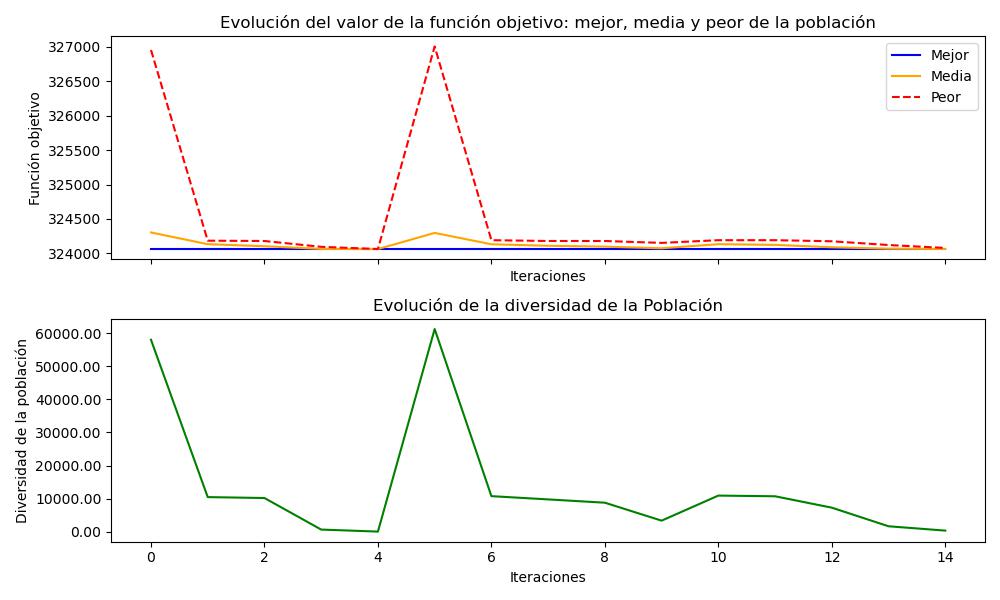 Evolución del valor de la función objetivo: mejor, media y peor de la población
327000
326500
326000
325500
325000
324500
324000
Función objetivo
Mejor
Media
Peor
Iteraciones
Evolución de la diversidad de la Población
60000.00
50000.00
40000.00
30000.00
20000.00
10000.00
0.00
Diversidad de la población
0 2 4 6 8 10 12 14
Iteraciones